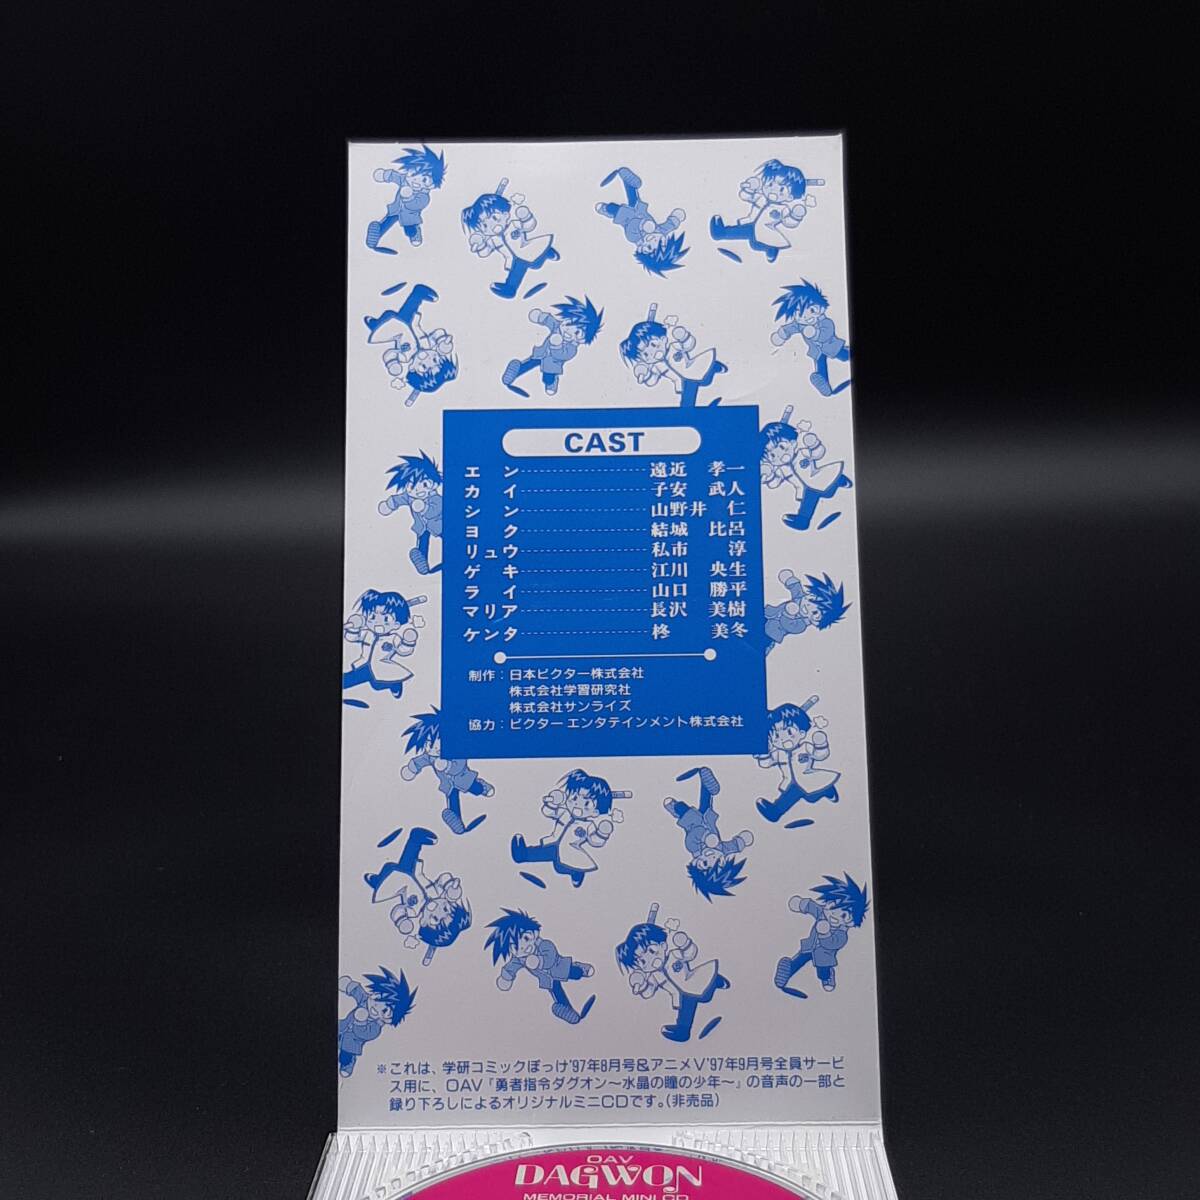 CAST
エン 遠近 孝一
カイ 子安 武人
シン 山野井 仁
ヨク 結城 比呂
リュウ 私市 淳
ゲキ 江川 央生
ライ 山口 勝平
マリア 長沢 美樹
ケンタ 柊 美冬
制作：日本ビクター株式会社
株式会社学習研究社
株式会社サンライズ
協力：ビクターエンタテインメント株式会社
※これは、学研コミックぽっけ'97年8月号&アニメV'97年9月号全員サービ
ス用に、OAV『勇者指令ダグオン〜水晶の瞳の少年〜』の音声の一部と
録り下ろしによるオリジナルミニCDです。(非売品)
OAV
DAGWON
MEMORIAL MINI CD